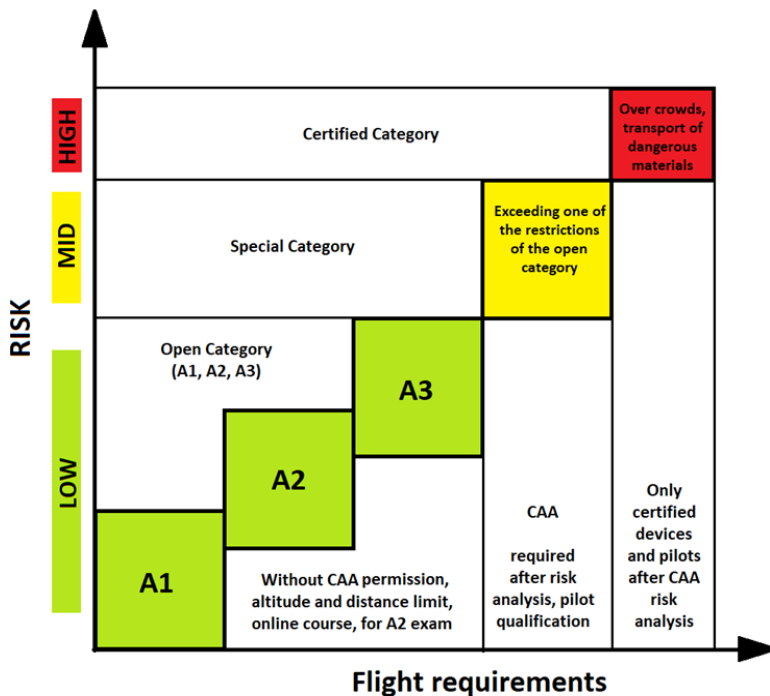 HIGH
MID
LOW
RISK
Certified Category
Over crowds,
transport of
dangerous
materials
Special Category
Exceeding one of
the restrictions
of the open
category
Open Category
(A1, A2, A3)
A3
A2
A1
Without CAA permission,
altitude and distance limit,
online course, for A2 exam
CAA
required
after risk
analysis, pilot
qualification
Only
certified
devices
and pilots
after CAA
risk
analysis
Flight requirements